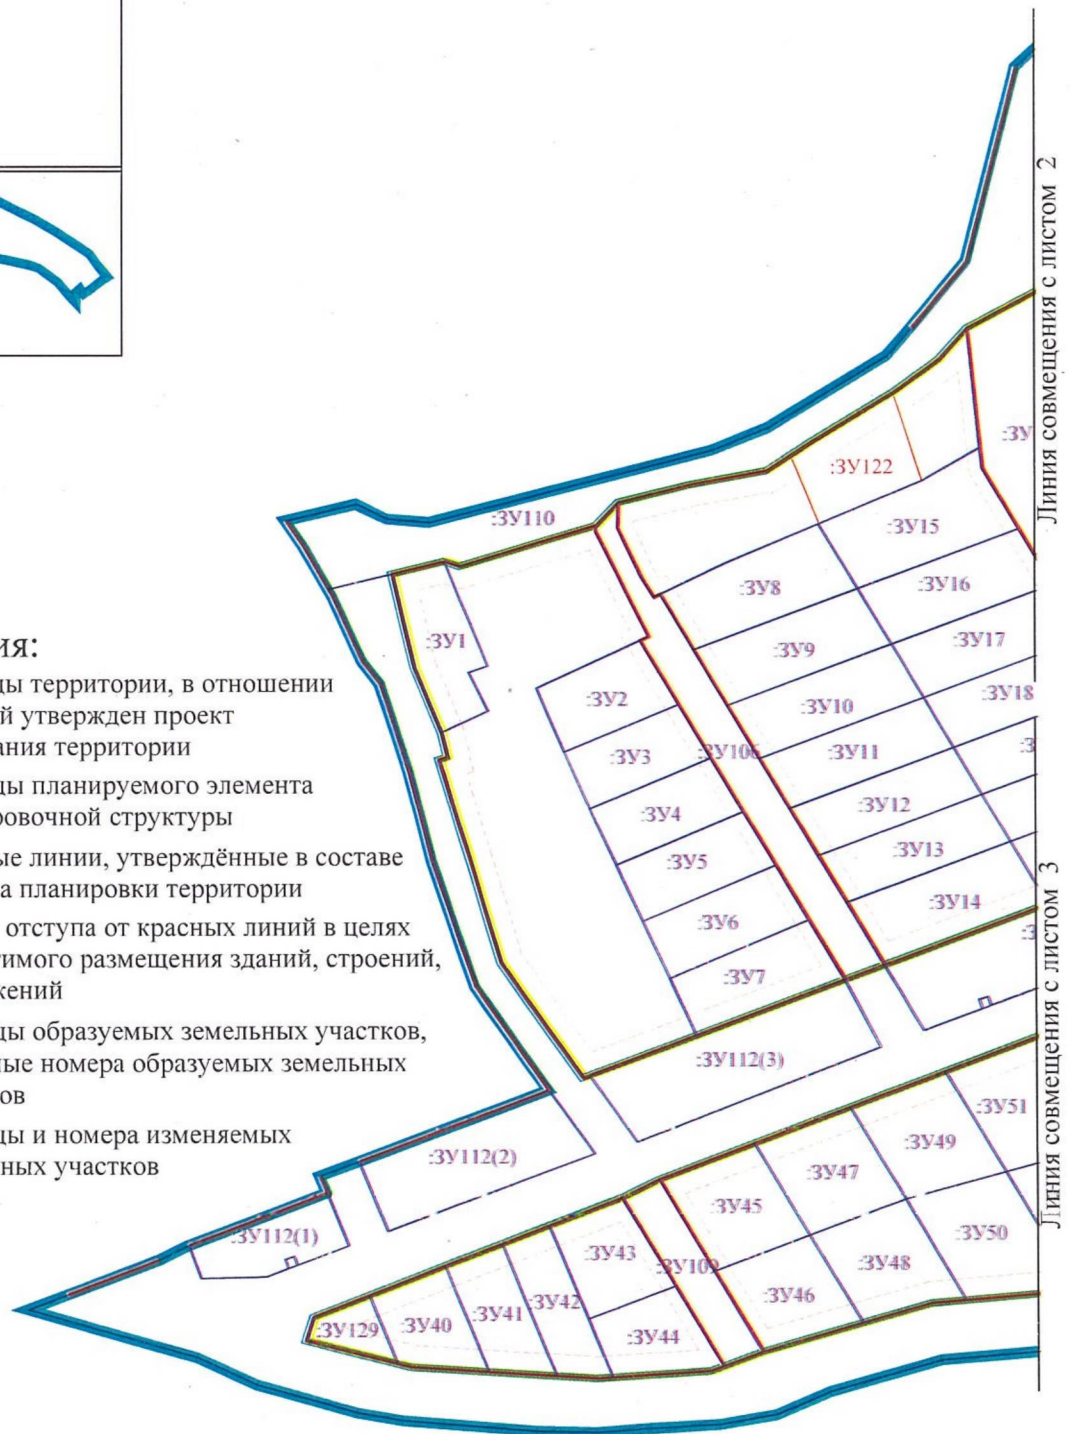 ия:
цы территории, в отношении
й утвержден проект
ания территории
цы планируемого элемента
ровочной структуры
ые линии, утверждённые в составе
а планировки территории
отступа от красных линий в целях
тимого размещения зданий, строений,
жений
цы образуемых земельных участков,
ные номера образуемых земельных
ов
цы и номера изменяемых
ных участков
:ЗУ110
:ЗУ122
:ЗУ
:ЗУ15
:ЗУ8
:ЗУ16
:ЗУ1
:ЗУ9
:ЗУ17
:ЗУ2
:ЗУ10
:ЗУ18
:ЗУ3
:ЗУ106
:ЗУ11
:З
:ЗУ4
:ЗУ12
:ЗУ5
:ЗУ13
:ЗУ6
:ЗУ14
:З
:ЗУ7
:ЗУ112(3)
:ЗУ51
:ЗУ49
:ЗУ112(2)
:ЗУ47
:ЗУ45
:ЗУ50
:ЗУ112(1)
:ЗУ43
:ЗУ109
:ЗУ48
:ЗУ46
:ЗУ42
:ЗУ41
:ЗУ40
:ЗУ129
:ЗУ44
Линия совмещения с листом 2
Линия совмещения с листом 3